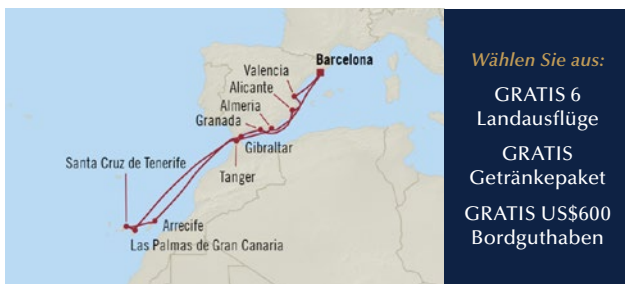 Barcelona
Valencia
Alicante
Almeria
Granada
Gibraltar
Tanger
Santa Cruz de Tenerife
Arrecife
Las Palmas de Gran Canaria
Wählen Sie aus:
GRATIS 6
Landausflüge
GRATIS
Getränkepaket
GRATIS US$600
Bordguthaben